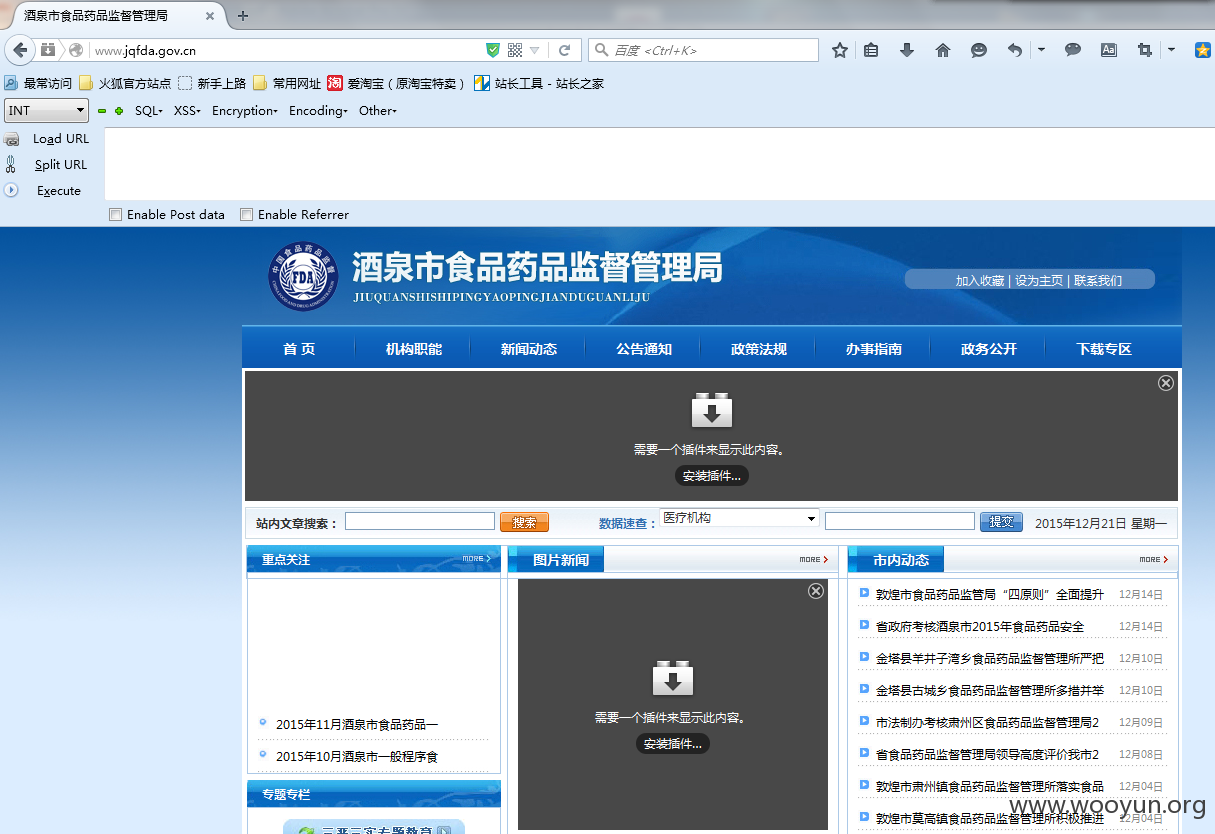 酒泉市食品药品监督管理局
www.jqfda.gov.cn
百度 <Ctrl+K>
最常访问 火狐官方站点 新手上路 常用网址 淘 爱淘宝（原淘宝特卖） 站长工具 - 站长之家
INT SQL XSS Encryption Encoding Other
Load URL
Split URL
Execute
Enable Post data Enable Referrer
FDA
酒泉市食品药品监督管理局
JIUQUANSHISHIPINGYAOPINGJIANDUGUANLIJU
加入收藏 | 设为主页 | 联系我们
首 页 机构职能 新闻动态 公告通知 政策法规 办事指南 政务公开 下载专区
需要一个插件来显示此内容。
安装插件...
站内文章搜索： 搜索 数据速查： 医疗机构 提交 2015年12月21日 星期一
重点关注 MORE 图片新闻 MORE 市内动态 MORE
敦煌市食品药品监管局“四原则”全面提升 12月14日
省政府考核酒泉市2015年食品药品安全 12月14日
金塔县羊井子湾乡食品药品监督管理所严把 12月10日
金塔县古城乡食品药品监督管理所多措并举 12月10日
市法制办考核肃州区食品药品监督管理局2 12月09日
省食品药品监督管理局领导高度评价我市2 12月08日
敦煌市肃州镇食品药品监督管理所落实食品 12月04日
敦煌市莫高镇食品药品监督管理所积极推进 12月04日
需要一个插件来显示此内容。
安装插件...
2015年11月酒泉市食品药品一
2015年10月酒泉市一般程序食
专题专栏
三严三实专题教育
www.wooyun.org